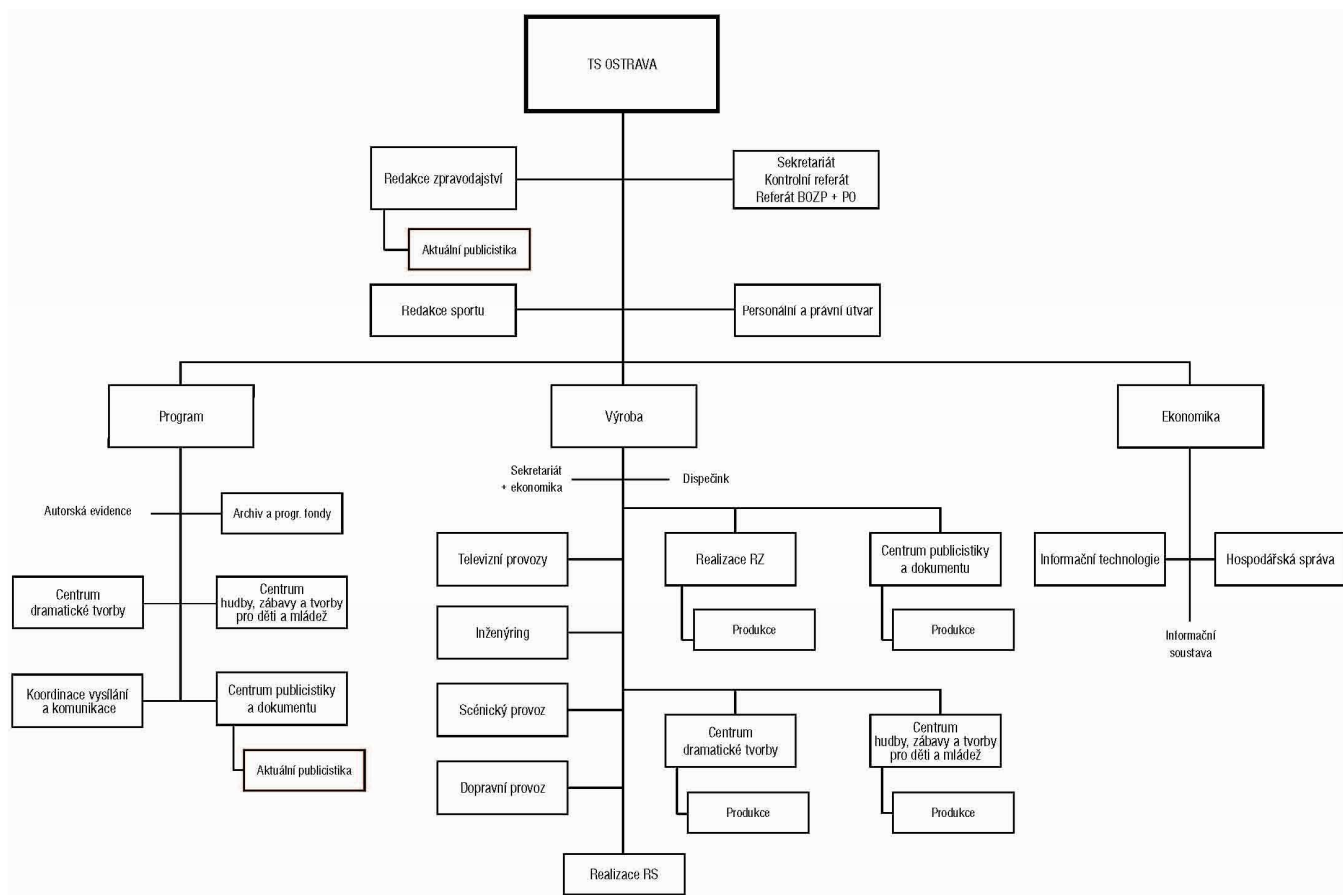 TS OSTRAVA
Redakce zpravodajství
Sekretariát
Kontrolní referát
Referát BOZP + PO
Aktuální publicistika
Redakce sportu
Personální a právní útvar
Program
Výroba
Ekonomika
Sekretariát
+ ekonomika
Dispečink
Autorská evidence
Archiv a progr. fondy
Televizní provozy
Realizace RZ
Centrum publicistiky
a dokumentu
Informační technologie
Hospodářská správa
Centrum
dramatické tvorby
Centrum
hudby, zábavy a tvorby
pro děti a mládež
Inženýring
Produkce
Produkce
Informační
soustava
Koordinace vysílání
a komunikace
Centrum publicistiky
a dokumentu
Scénický provoz
Centrum
dramatické tvorby
Centrum
hudby, zábavy a tvorby
pro děti a mládež
Aktuální publicistika
Dopravní provoz
Produkce
Produkce
Realizace RS